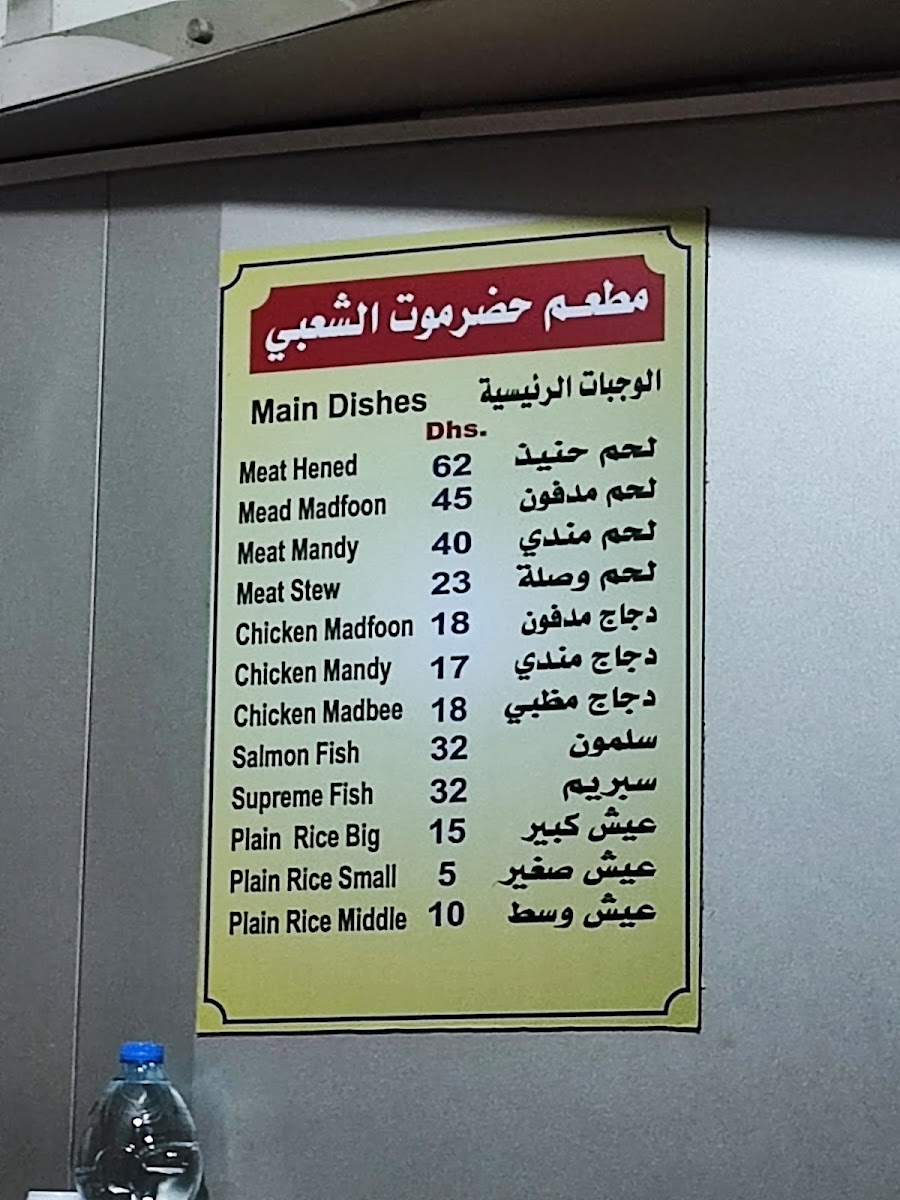 مطعم حضرموت الشعبي
Main Dishes الوجبات الرئيسية
Dhs.
Meat Hened 62 لحم حنيذ
Mead Madfoon 45 لحم مدفون
Meat Mandy 40 لحم مندي
Meat Stew 23 لحم وصلة
Chicken Madfoon 18 دجاج مدفون
Chicken Mandy 17 دجاج مندي
Chicken Madbee 18 دجاج مظبي
Salmon Fish 32 سلمون
Supreme Fish 32 سبريم
Plain Rice Big 15 عيش كبير
Plain Rice Small 5 عيش صغير
Plain Rice Middle 10 عيش وسط